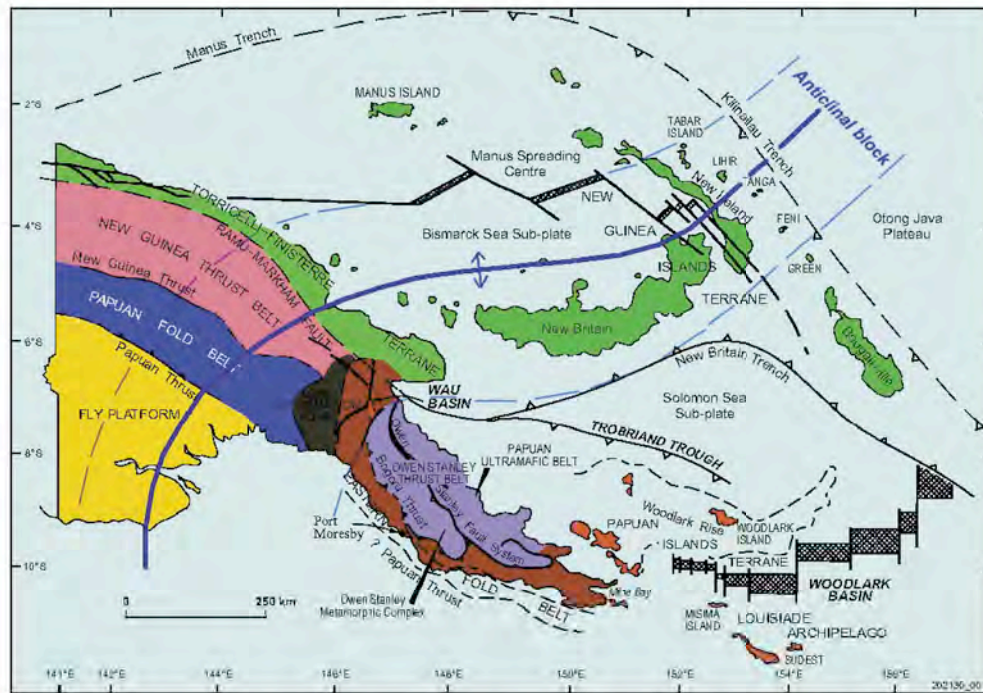 Manus Trench
2°S
MANUS ISLAND
TABAR
ISLAND
Kilinailau Trench
Anticlinal block
LIHIR
Manus Spreading
Centre
NEW
New Ireland
FENI
Otong Java
Plateau
4°S
TORRICELLI-FINISTERRE
NEW GUINEA THRUST BELT
RAMU-MARKHAM FAULT
Bismarck Sea Sub-plate
GUINEA
ISLANDS
GREEN
New Guinea Thrust
TERRANE
PAPUAN FOLD BELT
New Britain
TERRANE
Bougainville
6°S
Papuan Thrust
New Britain Trench
FLY PLATFORM
WAU
BASIN
Solomon Sea
Sub-plate
8°S
TROBRIAND TROUGH
PAPUAN
ULTRAMAFIC BELT
Owen Stanley Fault System
OWEN STANLEY
THRUST BELT
Bogoru Thrust
Port
Moresby
EASTERN FOLD BELT
?
Papuan Thrust
Woodlark Rise
PAPUAN
ISLANDS
WOODLARK
ISLAND
TERRANE
10°S
WOODLARK
BASIN
0 250 km
Owen Stanley
Metamorphic Complex
Milne Bay
MISIMA
ISLAND
LOUISIADE
ARCHIPELAGO
SUDEST
141°E 142°E 144°E 146°E 148°E 150°E 152°E 154°E 156°E